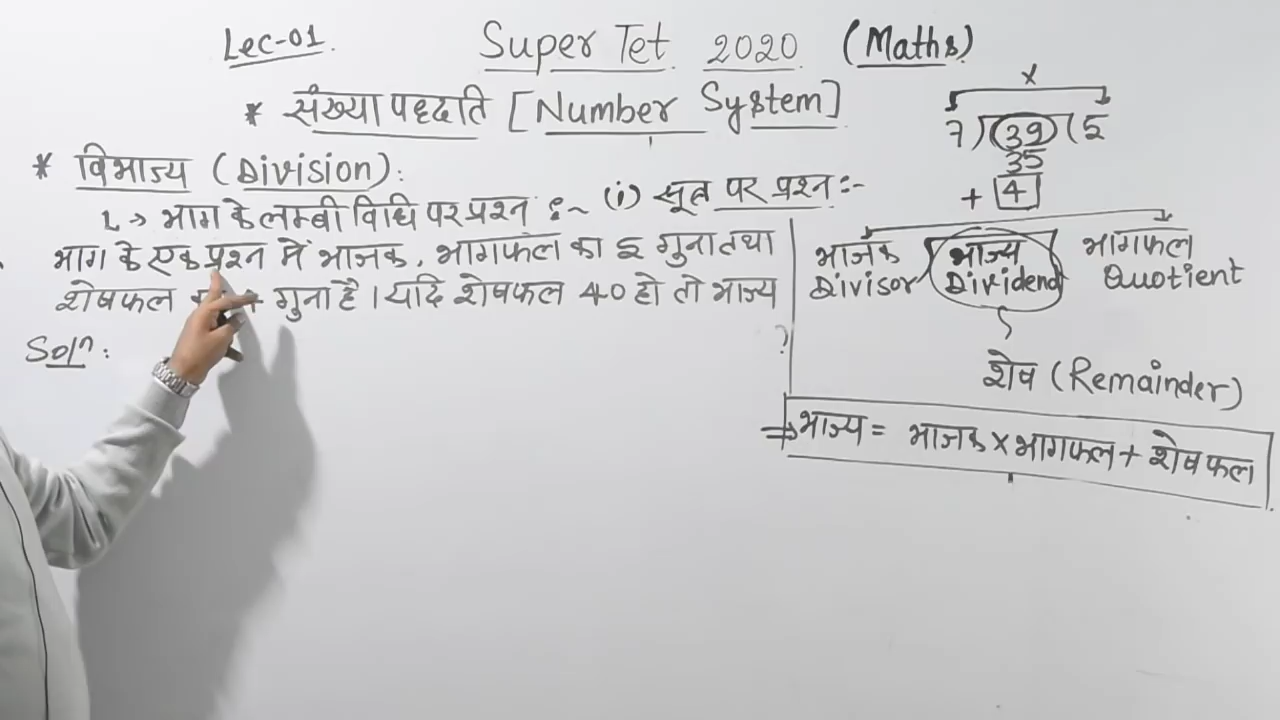 Lec-01.
Super Tet 2020 (Maths)
* संख्या पद्धति [Number System]
* विभाज्य (Division):
1. → भाग के लम्बी विधि पर प्रश्न :~ (i) सूत्र पर प्रश्न :-
भाग के एक प्रश्न में भाजक, भागफल का इ गुना तथा
शेषफल गुना है। यदि शेषफल 40 हो तो भाज्य
?
Solⁿ:
x
7) 39 (5
35
+ 4
भाजक भाज्य भागफल
Divisor Dividend Quotient
शेष (Remainder)
⇒ भाज्य = भाजक × भागफल + शेषफल